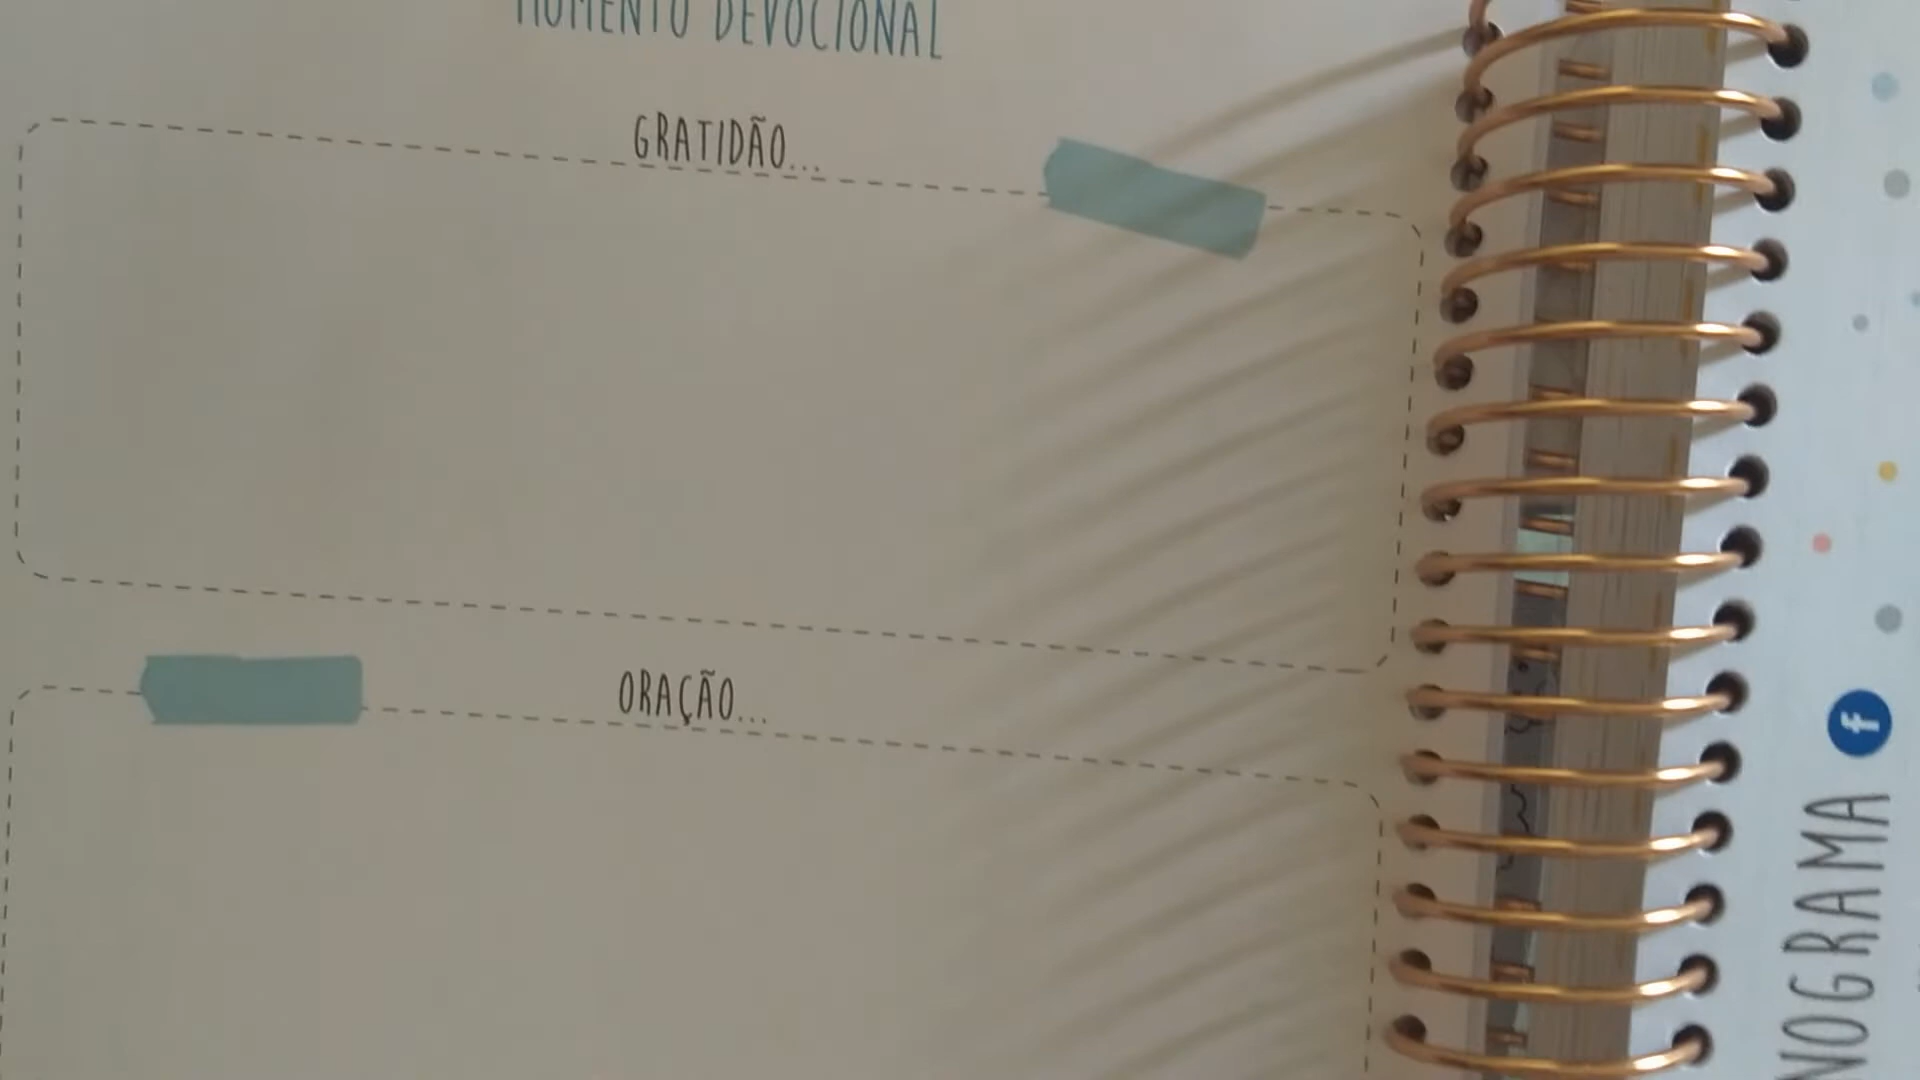 MOMENTO DEVOCIONAL
GRATIDÃO...
ORAÇÃO...
NOGRAMA
f